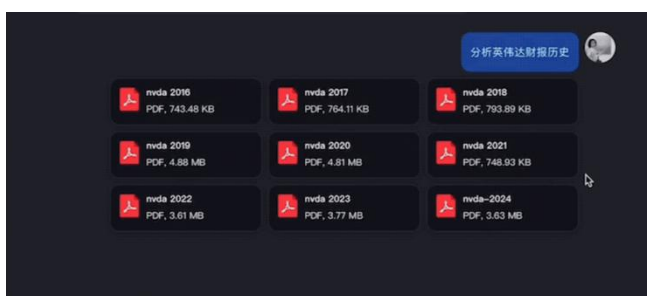 分析英伟达财报历史
nvda 2016
PDF, 743.48 KB
nvda 2017
PDF, 764.11 KB
nvda 2018
PDF, 793.89 KB
nvda 2019
PDF, 4.88 MB
nvda 2020
PDF, 4.81 MB
nvda 2021
PDF, 748.93 KB
nvda 2022
PDF, 3.61 MB
nvda 2023
PDF, 3.77 MB
nvda-2024
PDF, 3.63 MB